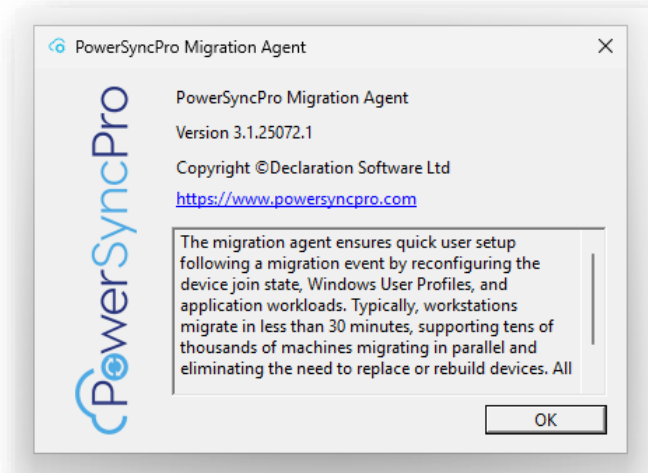 PowerSyncPro Migration Agent
PowerSyncPro
PowerSyncPro Migration Agent
Version 3.1.25072.1
Copyright ©Declaration Software Ltd
https://www.powersyncpro.com
The migration agent ensures quick user setup
following a migration event by reconfiguring the
device join state, Windows User Profiles, and
application workloads. Typically, workstations
migrate in less than 30 minutes, supporting tens of
thousands of machines migrating in parallel and
eliminating the need to replace or rebuild devices. All
OK